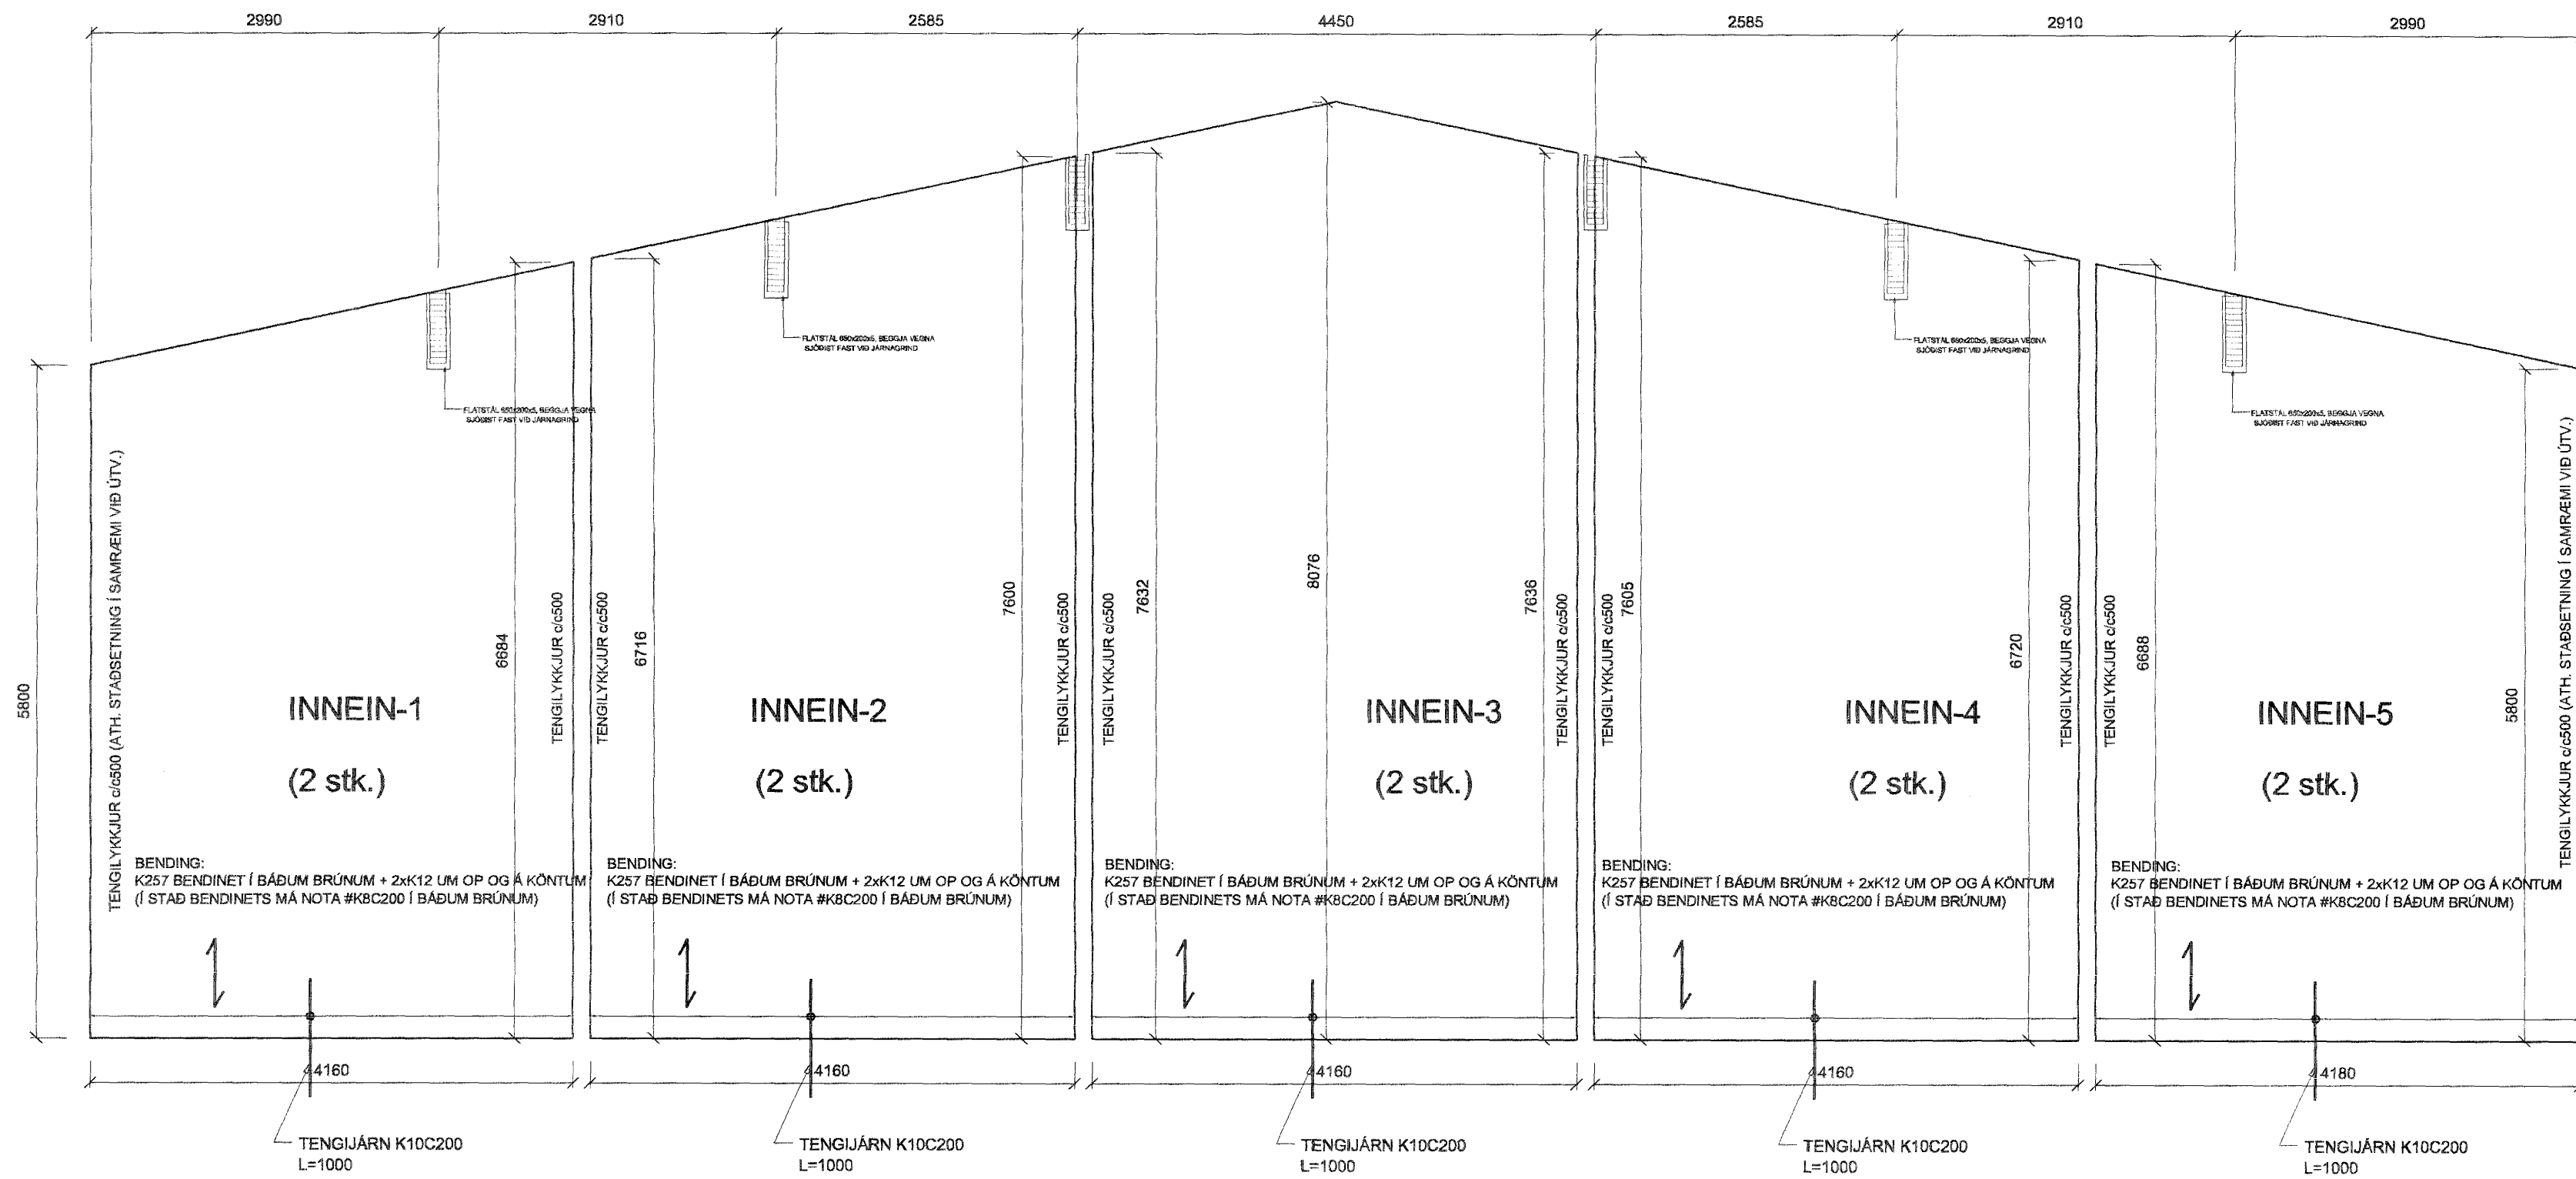 2990
2910
2585
4450
2585
2910
2990
FLATSTÁL 650x200x5, BEGGJA VEGNA
SJÓÐIST FAST VIÐ JÁRNAGRIND
FLATSTÁL 650x200x5, BEGGJA VEGNA
SJÓÐIST FAST VIÐ JÁRNAGRIND
FLATSTÁL 650x200x5, BEGGJA VEGNA
SJÓÐIST FAST VIÐ JÁRNAGRIND
FLATSTÁL 650x200x5, BEGGJA VEGNA
SJÓÐIST FAST VIÐ JÁRNAGRIND
5800
TENGILYKKJUR c/c500 (ATH. STAÐSETNING Í SAMRÆMI VIÐ ÚTV.)
6684
TENGILYKKJUR c/c500
INNEIN-1
(2 stk.)
BENDING:
K257 BENDINET Í BÁÐUM BRÚNUM + 2xK12 UM OP OG Á KÖNTUM
(Í STAÐ BENDINETS MÁ NOTA #K8C200 Í BÁÐUM BRÚNUM)
4160
TENGIJÁRN K10C200
L=1000
TENGILYKKJUR c/c500
6716
7600
TENGILYKKJUR c/c500
INNEIN-2
(2 stk.)
BENDING:
K257 BENDINET Í BÁÐUM BRÚNUM + 2xK12 UM OP OG Á KÖNTUM
(Í STAÐ BENDINETS MÁ NOTA #K8C200 Í BÁÐUM BRÚNUM)
4160
TENGIJÁRN K10C200
L=1000
TENGILYKKJUR c/c500
7632
8076
7636
TENGILYKKJUR c/c500
INNEIN-3
(2 stk.)
BENDING:
K257 BENDINET Í BÁÐUM BRÚNUM + 2xK12 UM OP OG Á KÖNTUM
(Í STAÐ BENDINETS MÁ NOTA #K8C200 Í BÁÐUM BRÚNUM)
4160
TENGIJÁRN K10C200
L=1000
TENGILYKKJUR c/c500
7605
6720
TENGILYKKJUR c/c500
INNEIN-4
(2 stk.)
BENDING:
K257 BENDINET Í BÁÐUM BRÚNUM + 2xK12 UM OP OG Á KÖNTUM
(Í STAÐ BENDINETS MÁ NOTA #K8C200 Í BÁÐUM BRÚNUM)
4160
TENGIJÁRN K10C200
L=1000
TENGILYKKJUR c/c500
6688
5800
TENGILYKKJUR c/c500 (ATH. STAÐSETNING Í SAMRÆMI VIÐ ÚTV.)
INNEIN-5
(2 stk.)
BENDING:
K257 BENDINET Í BÁÐUM BRÚNUM + 2xK12 UM OP OG Á KÖNTUM
(Í STAÐ BENDINETS MÁ NOTA #K8C200 Í BÁÐUM BRÚNUM)
4180
TENGIJÁRN K10C200
L=1000